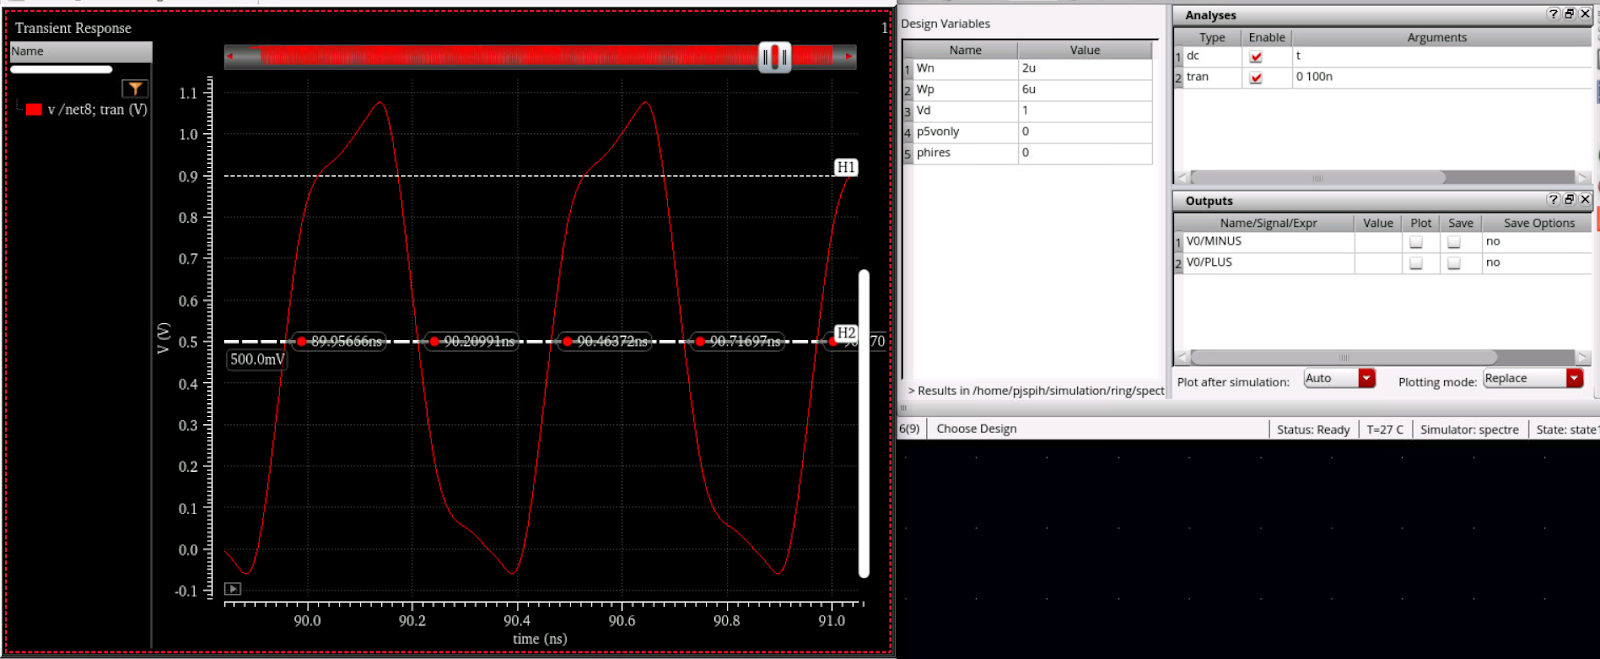 Transient Response
1
Name
v /net8; tran (V)
1.1
1.0
0.9
0.8
0.7
0.6
0.5
0.4
0.3
0.2
0.1
0.0
-0.1
V (V)
H1
H2
89.95666ns
90.20991ns
90.46372ns
90.71697ns
500.0mV
90.0
90.2
90.4
90.6
90.8
91.0
time (ns)
Design Variables
Name Value
1 Wn 2u
2 Wp 6u
3 Vd 1
4 p5vonly 0
5 phires 0
> Results in /home/pjspih/simulation/ring/spect
Analyses
Type Enable Arguments
1 dc t
2 tran 0 100n
Outputs
Name/Signal/Expr Value Plot Save Save Options
1 V0/MINUS no
2 V0/PLUS no
Plot after simulation: Auto Plotting mode: Replace
6(9) Choose Design Status: Ready T=27 C Simulator: spectre State: state1